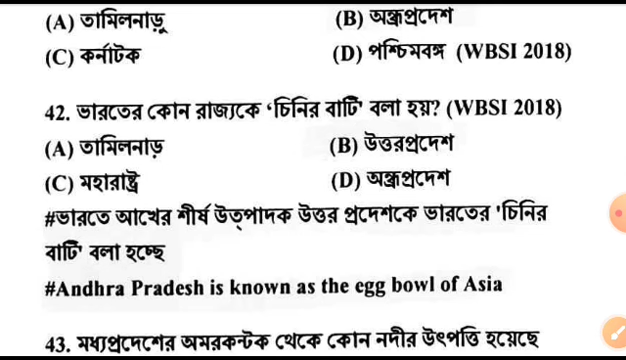 (A) তামিলনাড়ু (B) অন্ধ্রপ্রদেশ
(C) কর্নাটক (D) পশ্চিমবঙ্গ (WBSI 2018)
42. ভারতের কোন রাজ্যকে ‘চিনির বাটি’ বলা হয়? (WBSI 2018)
(A) তামিলনাড়ু (B) উত্তরপ্রদেশ
(C) মহারাষ্ট্র (D) অন্ধ্রপ্রদেশ
#ভারতে আখের শীর্ষ উত্পাদক উত্তর প্রদেশকে ভারতের 'চিনির
বাটি' বলা হচ্ছে
#Andhra Pradesh is known as the egg bowl of Asia
43. মধ্যপ্রদেশের অমরকন্টক থেকে কোন নদীর উৎপত্তি হয়েছে